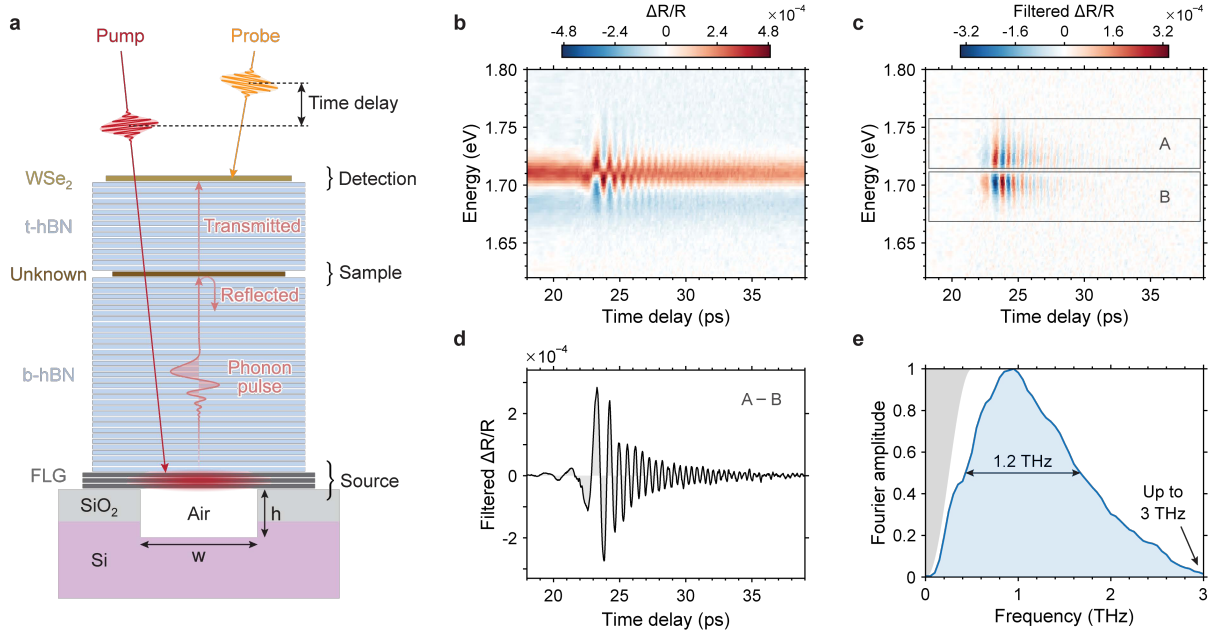 a
Pump
Probe
Time delay
WSe₂
Detection
t-hBN
Transmitted
Unknown
Sample
Reflected
b-hBN
Phonon
pulse
FLG
Source
SiO₂
Air
h
Si
w
b
ΔR/R
×10⁻⁴
-4.8 -2.4 0 2.4 4.8
1.80
1.75
1.70
1.65
Energy (eV)
20 25 30 35
Time delay (ps)
c
Filtered ΔR/R
×10⁻⁴
-3.2 -1.6 0 1.6 3.2
1.80
1.75
1.70
1.65
Energy (eV)
A
B
20 25 30 35
Time delay (ps)
d
×10⁻⁴
A – B
2
0
-2
Filtered ΔR/R
20 25 30 35
Time delay (ps)
e
1
0.8
0.6
0.4
0.2
0
Fourier amplitude
1.2 THz
Up to
3 THz
0 1 2 3
Frequency (THz)